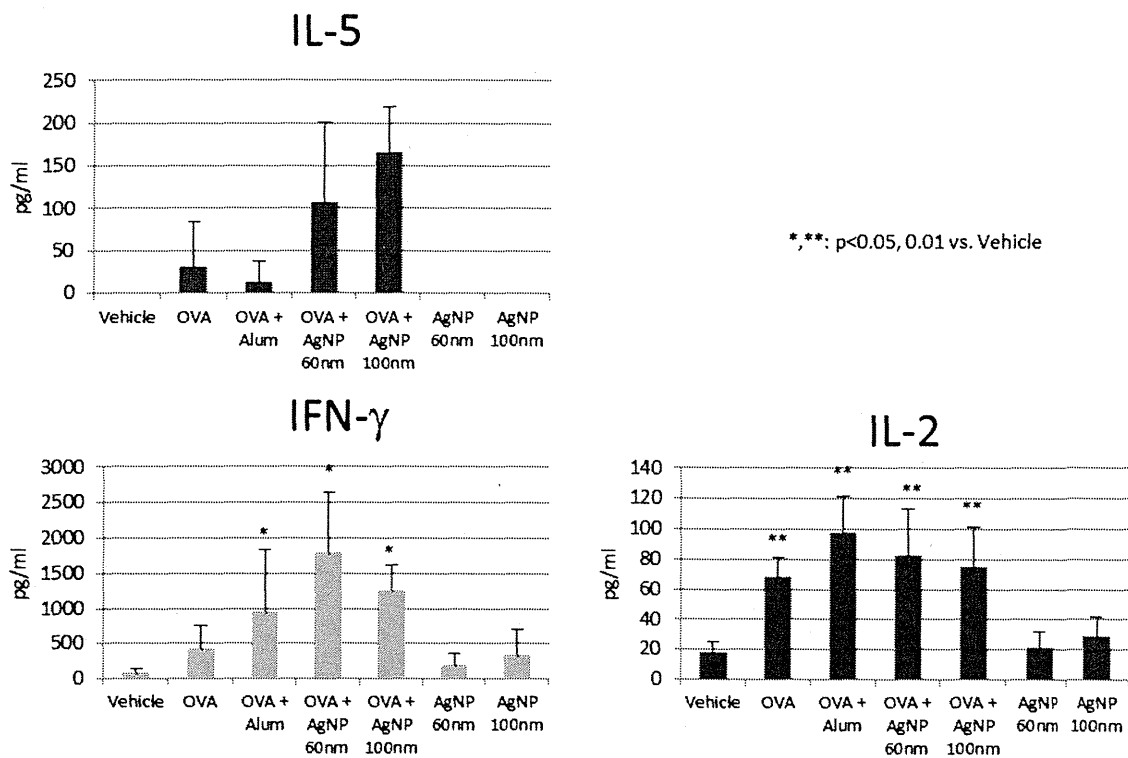 IL-5
250
200
150
100
50
0
pg/ml
Vehicle OVA OVA + OVA + OVA + AgNP AgNP
Alum AgNP AgNP 60nm 100nm
60nm 100nm
*,**: p<0.05, 0.01 vs. Vehicle
IFN-γ
3000
2500
2000
1500
1000
500
0
pg/ml
* * *
Vehicle OVA OVA + OVA + OVA + AgNP AgNP
Alum AgNP AgNP 60nm 100nm
60nm 100nm
IL-2
140
120
100
80
60
40
20
0
pg/ml
** ** ** **
Vehicle OVA OVA + OVA + OVA + AgNP AgNP
Alum AgNP AgNP 60nm 100nm
60nm 100nm